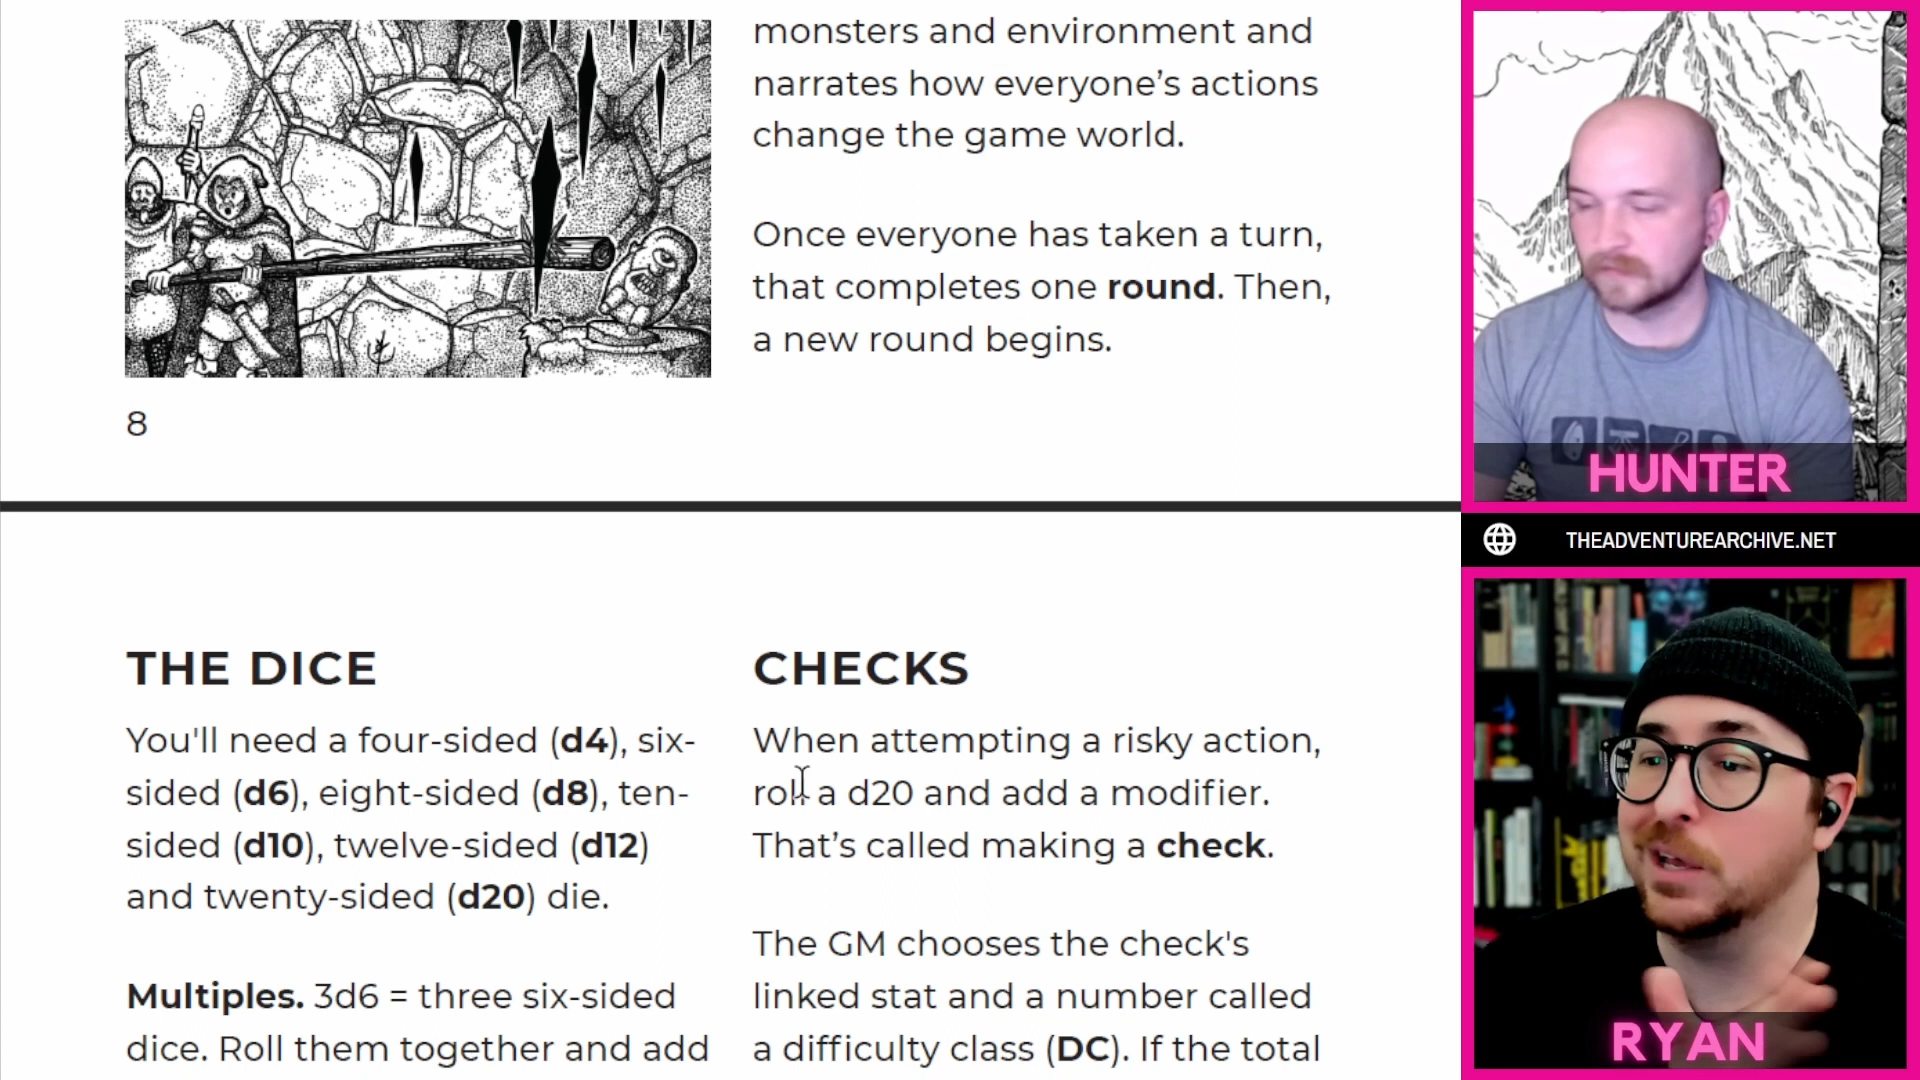 monsters and environment and
narrates how everyone’s actions
change the game world.
Once everyone has taken a turn,
that completes one round. Then,
a new round begins.
8
THE DICE
You'll need a four-sided (d4), six-
sided (d6), eight-sided (d8), ten-
sided (d10), twelve-sided (d12)
and twenty-sided (d20) die.
Multiples. 3d6 = three six-sided
dice. Roll them together and add
CHECKS
When attempting a risky action,
roll a d20 and add a modifier.
That’s called making a check.
The GM chooses the check's
linked stat and a number called
a difficulty class (DC). If the total
HUNTER
THEADVENTUREARCHIVE.NET
RYAN